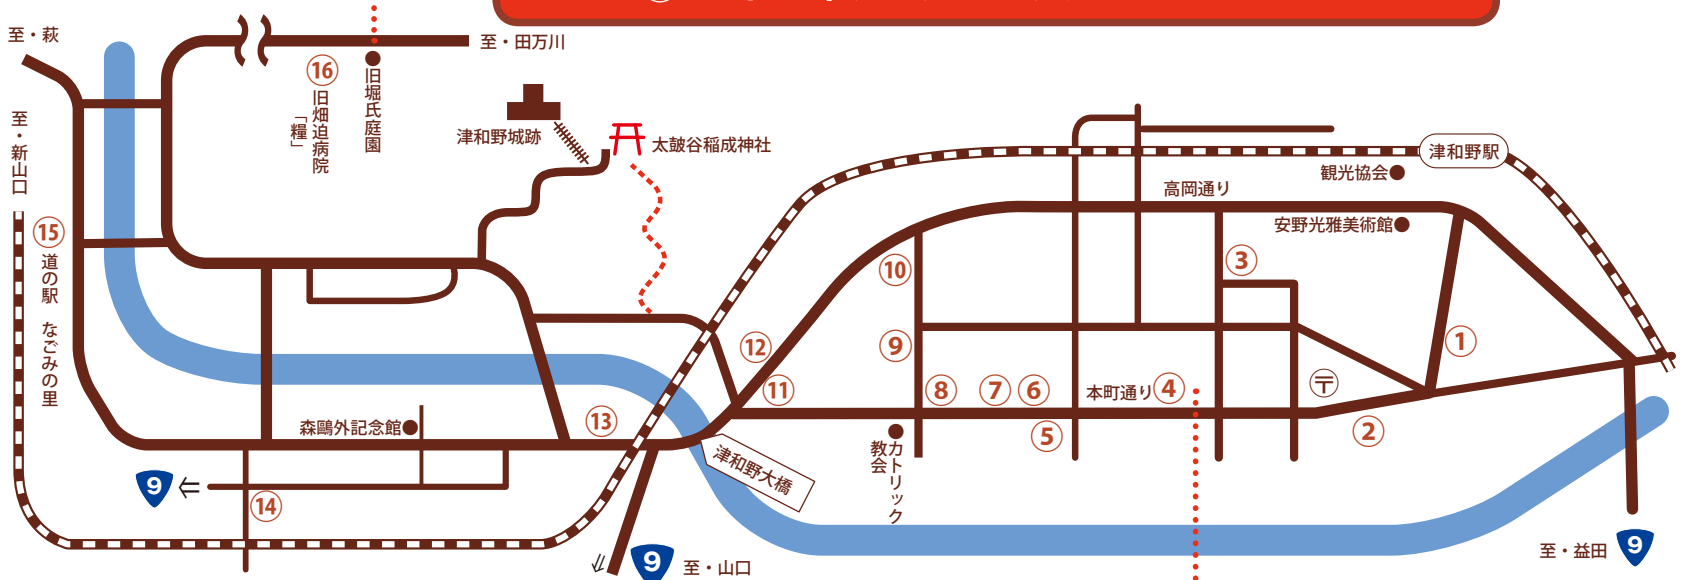 至・萩
至・田万川
⑯
旧畑迫病院
「糧」
旧堀氏庭園
津和野城跡
太皷谷稲成神社
津和野駅
観光協会
高岡通り
安野光雅美術館
至・新山口
⑮
道の駅 なごみの里
⑩
③
⑨
⑫
①
⑪
⑧
⑦
⑥
本町通り
④
〒
②
⑤
森鷗外記念館
⑬
カトリック
教会
津和野大橋
9
⑭
9
至・山口
至・益田
9